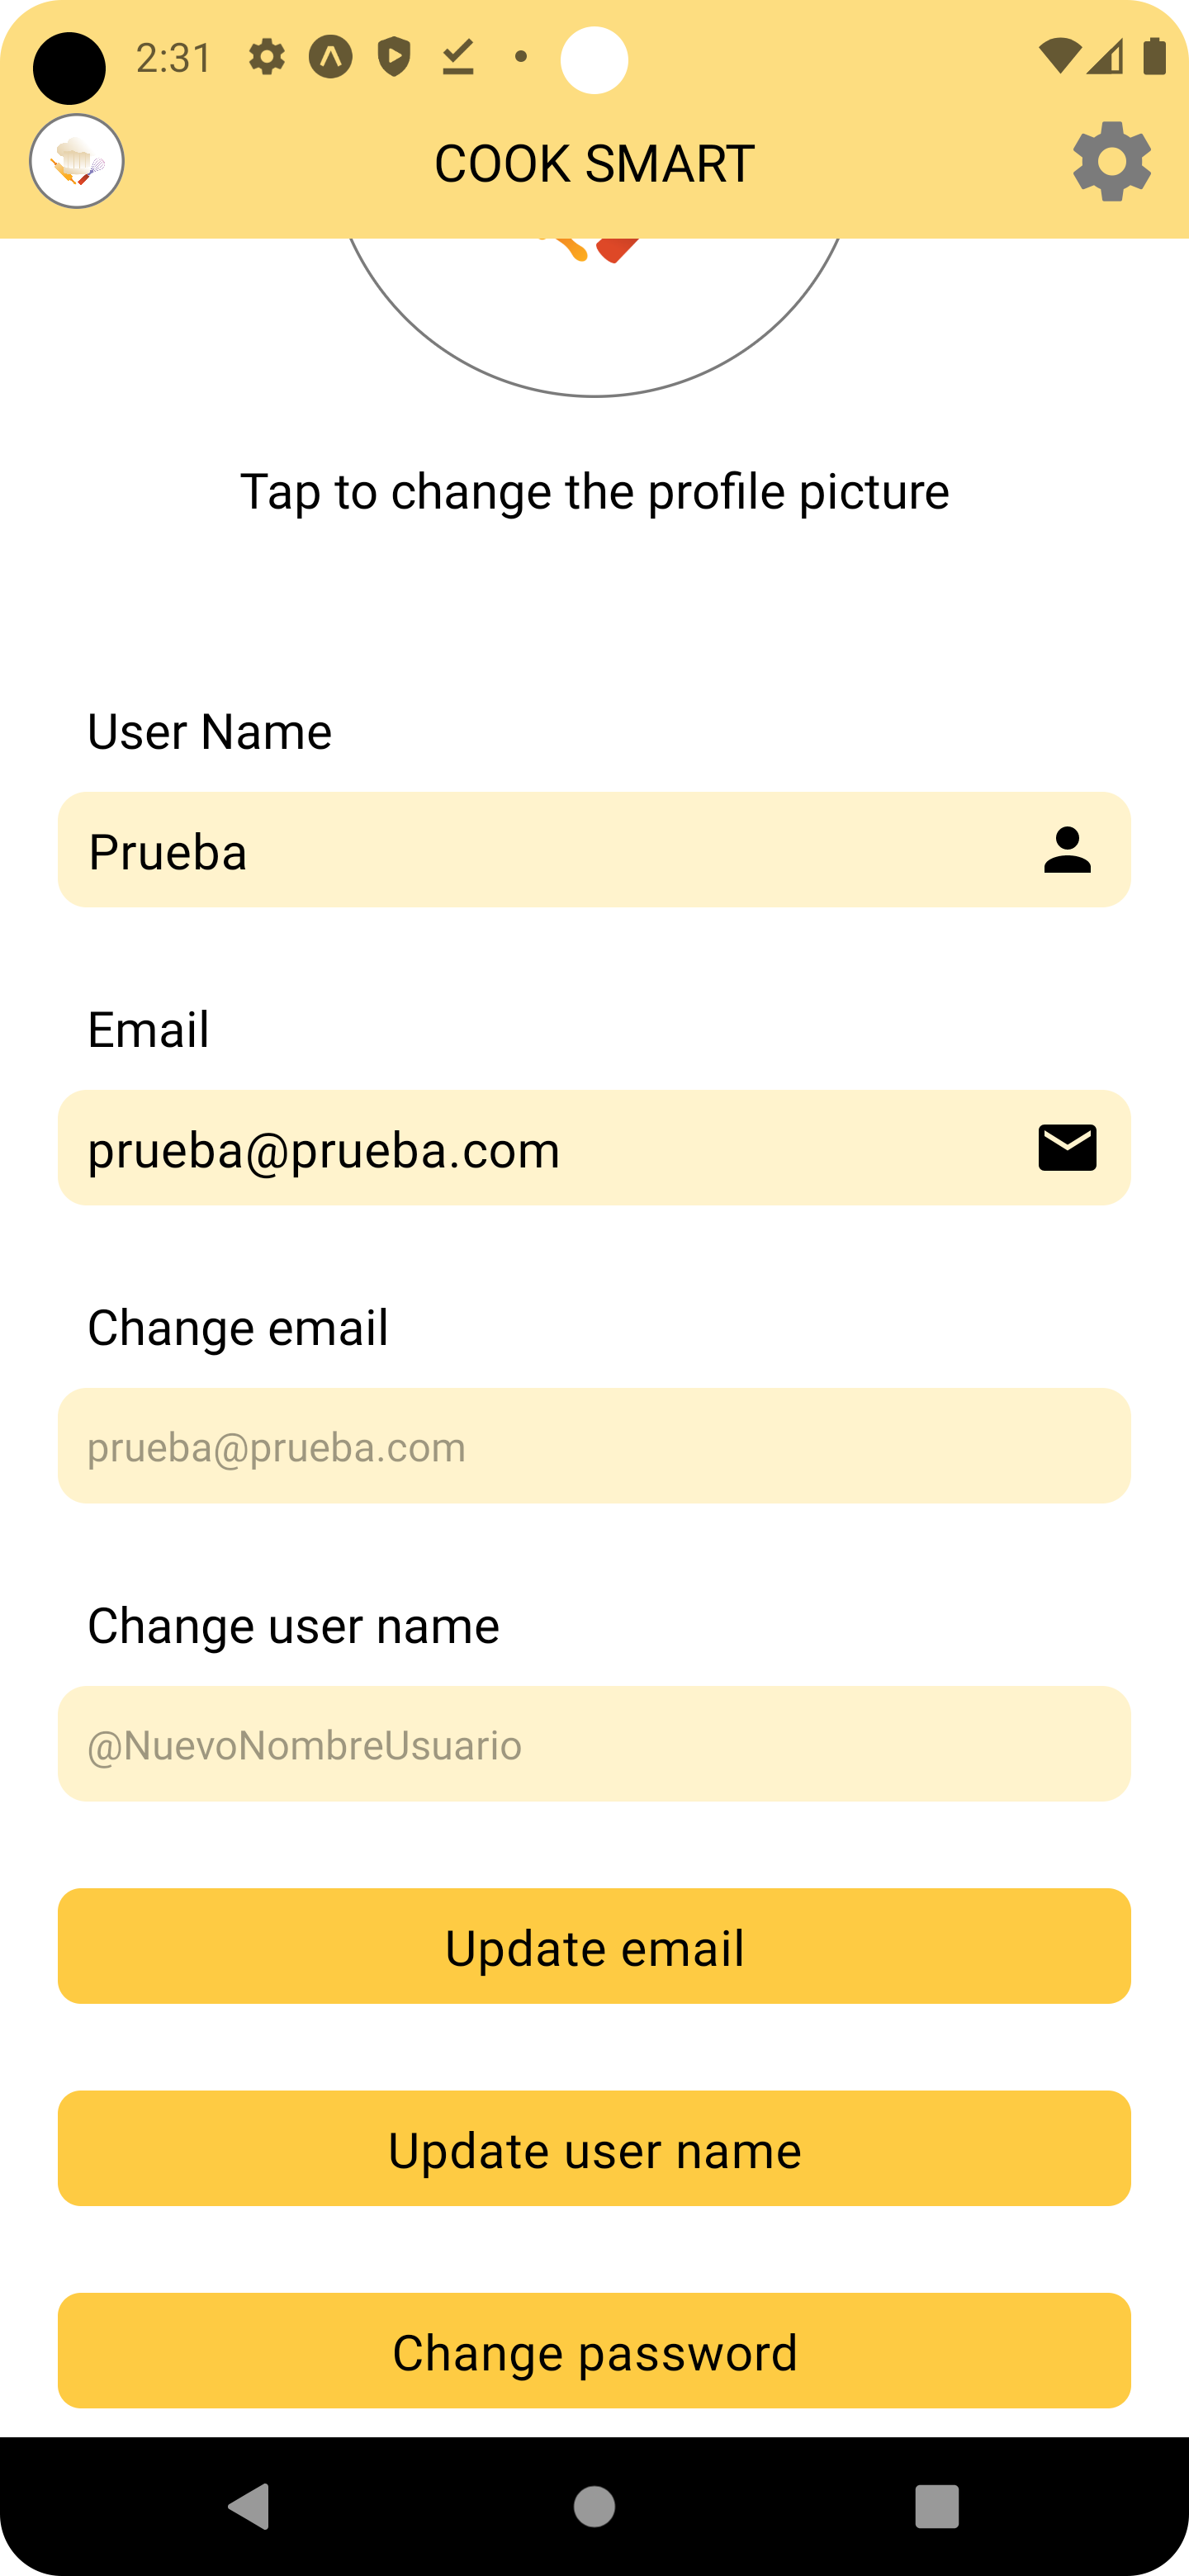 2:31
COOK SMART
Tap to change the profile picture
User Name
Prueba
Email
prueba@prueba.com
Change email
prueba@prueba.com
Change user name
@NuevoNombreUsuario
Update email
Update user name
Change password